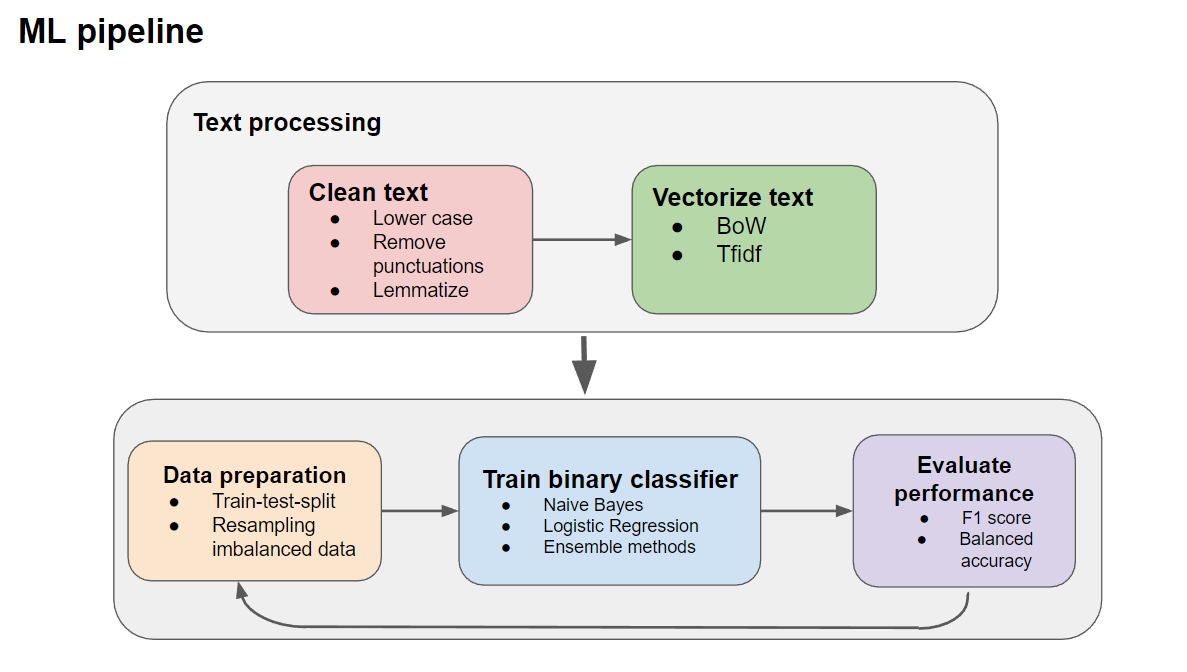 ML pipeline
Text processing
Clean text
● Lower case
● Remove
punctuations
● Lemmatize
Vectorize text
● BoW
● Tfidf
Data preparation
● Train-test-split
● Resampling
imbalanced data
Train binary classifier
● Naive Bayes
● Logistic Regression
● Ensemble methods
Evaluate
performance
● F1 score
● Balanced
accuracy